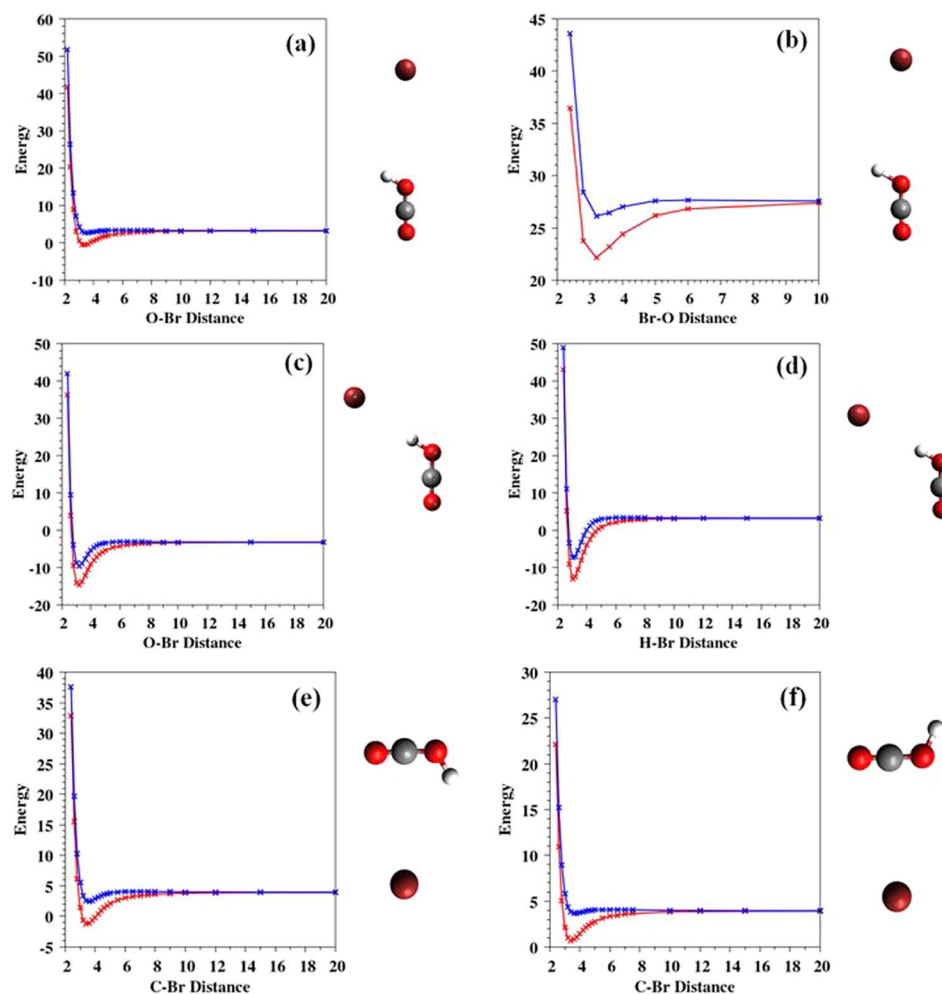 (a)
Energy
60
50
40
30
20
10
0
-10
2 4 6 8 10 12 14 16 18 20
O-Br Distance
(b)
Energy
45
40
35
30
25
20
2 3 4 5 6 7 8 9 10
Br-O Distance
(c)
Energy
50
40
30
20
10
0
-10
-20
2 4 6 8 10 12 14 16 18 20
O-Br Distance
(d)
Energy
50
40
30
20
10
0
-10
-20
2 4 6 8 10 12 14 16 18 20
H-Br Distance
(e)
Energy
40
35
30
25
20
15
10
5
0
-5
2 4 6 8 10 12 14 16 18 20
C-Br Distance
(f)
Energy
30
25
20
15
10
5
0
2 4 6 8 10 12 14 16 18 20
C-Br Distance